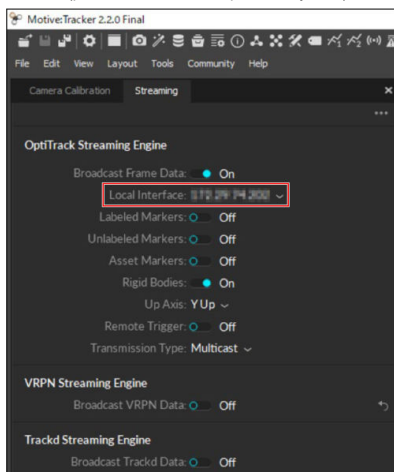 Motive:Tracker 2.2.0 Final
File Edit View Layout Tools Community Help
Camera Calibration Streaming
OptiTrack Streaming Engine
Broadcast Frame Data: On
Local Interface:
Labeled Markers: Off
Unlabeled Markers: Off
Asset Markers: Off
Rigid Bodies: On
Up Axis: Y Up
Remote Trigger: Off
Transmission Type: Multicast
VRPN Streaming Engine
Broadcast VRPN Data: Off
Trackd Streaming Engine
Broadcast Trackd Data: Off